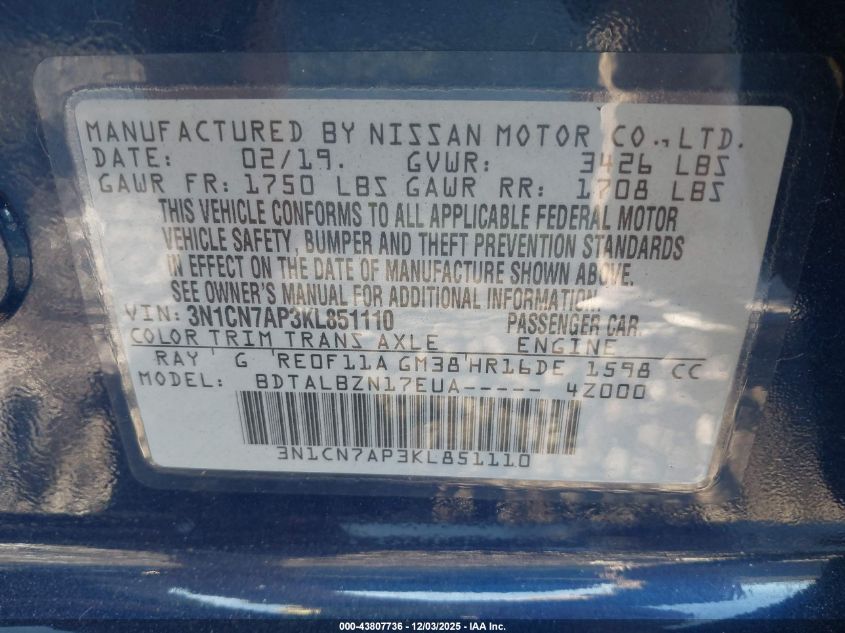 MANUFACTURED BY NISSAN MOTOR CO., LTD.
DATE: 02/19. GVWR: 3426 LBS
GAWR FR: 1750 LBS GAWR RR: 1708 LBS
THIS VEHICLE CONFORMS TO ALL APPLICABLE FEDERAL MOTOR
VEHICLE SAFETY, BUMPER AND THEFT PREVENTION STANDARDS
IN EFFECT ON THE DATE OF MANUFACTURE SHOWN ABOVE.
SEE OWNER'S MANUAL FOR ADDITIONAL INFORMATION.
VIN: 3N1CN7AP3KL851110 PASSENGER CAR.
COLOR TRIM TRANS AXLE ENGINE
RAY G RE0F11A GM38 HR16DE 1598 CC
MODEL: BDTALBZN17EUA----- 4Z000
3N1CN7AP3KL851110
000-43807736 - 12/03/2025 - IAA Inc.